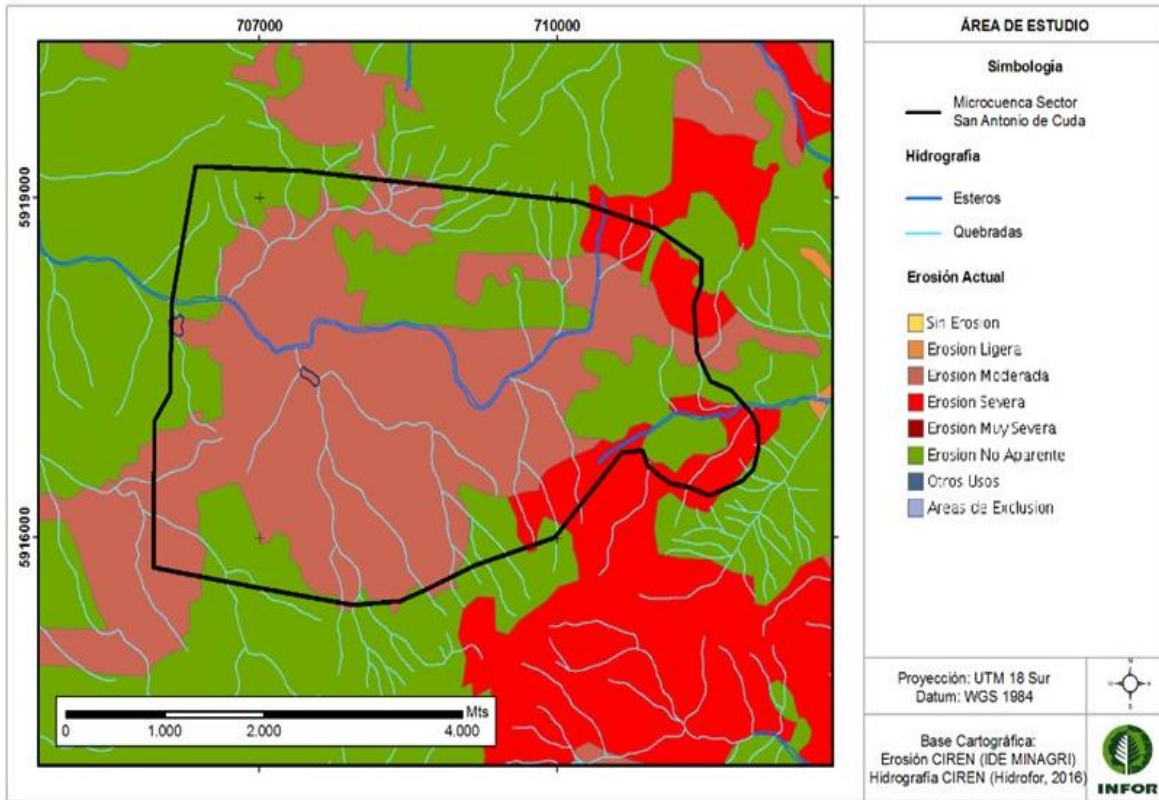 707000
710000
5919000
5916000
Mts
0
1.000
2.000
4.000
ÁREA DE ESTUDIO
Simbologia
Microcuenca Sector
San Antonio de Cuda
Hidrografía
Esteros
Quebradas
Erosión Actual
Sin Erosion
Erosion Ligera
Erosion Moderada
Erosion Severa
Erosion Muy Severa
Erosion No Aparente
Otros Usos
Areas de Exclusion
Proyección: UTM 18 Sur
Datum: WGS 1984
Base Cartográfica:
Erosión CIREN (IDE MINAGRI)
Hidrografía CIREN (Hidrofor, 2016)
INFOR